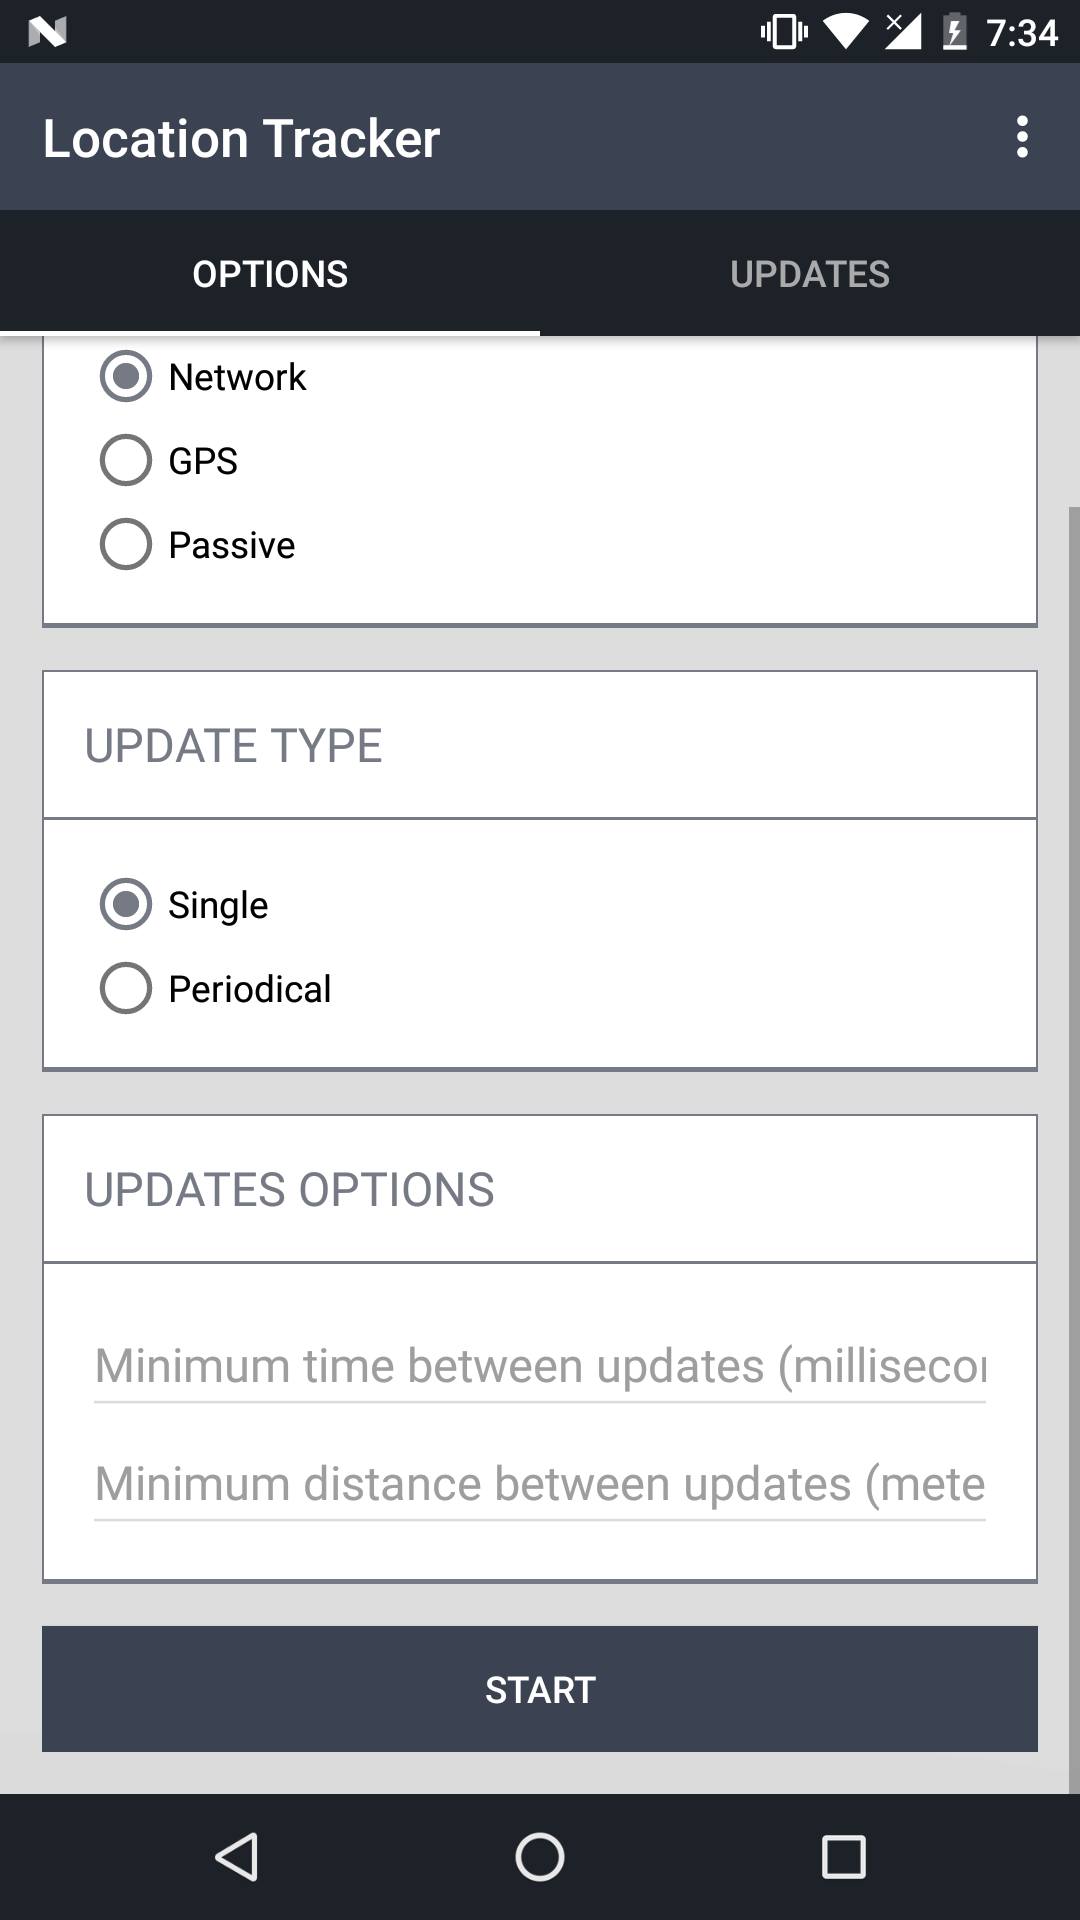 7:34
Location Tracker
OPTIONS
UPDATES
Network
GPS
Passive
UPDATE TYPE
Single
Periodical
UPDATES OPTIONS
Minimum time between updates (millisecon
Minimum distance between updates (mete
START